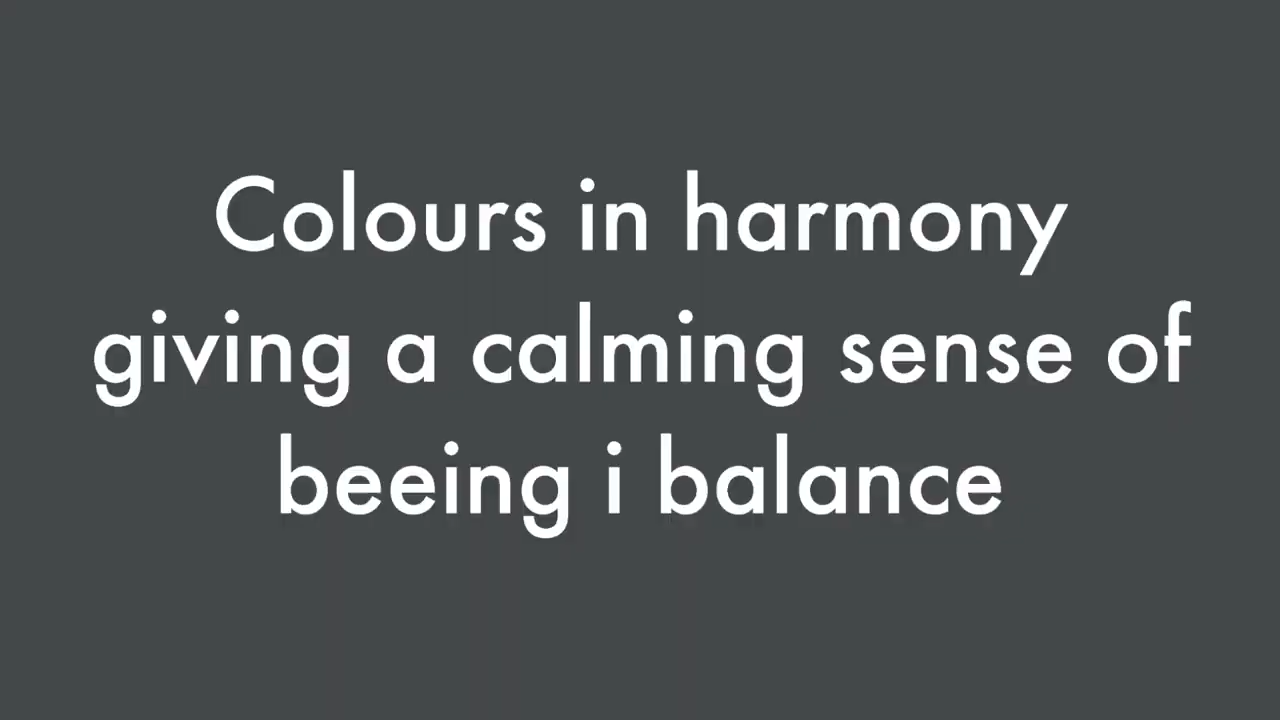 Colours in harmony
giving a calming sense of
beeing i balance